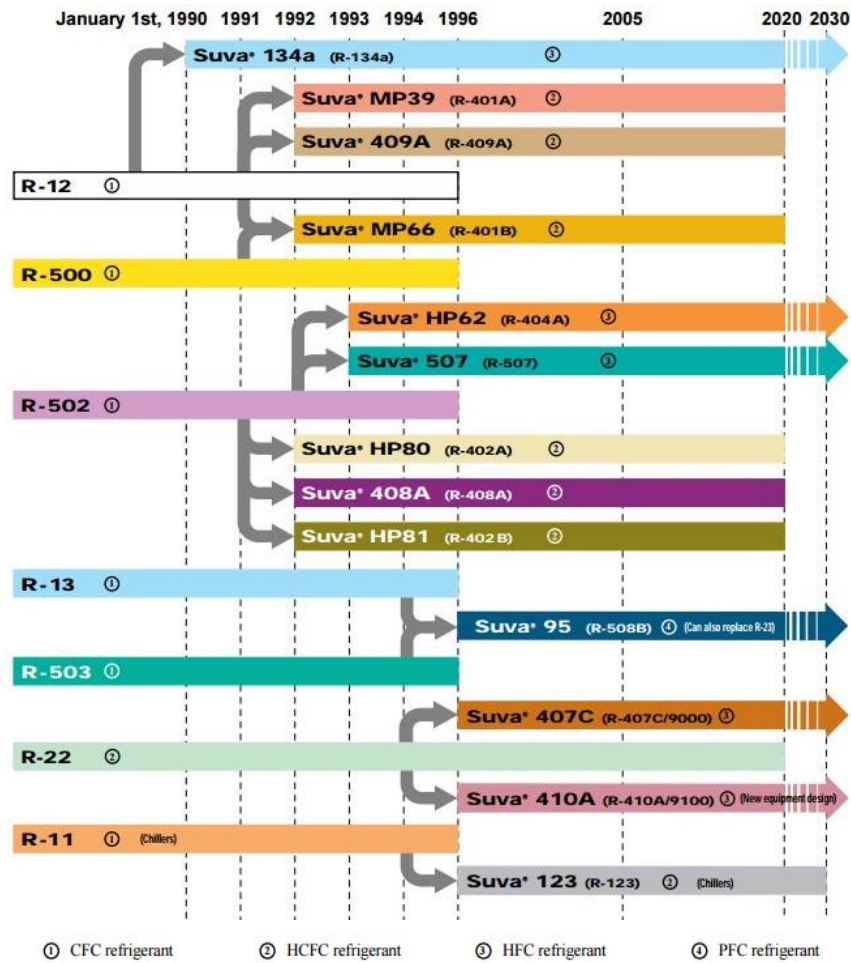 January 1st, 1990 1991 1992 1993 1994 1996 2005 2020 2030
Suva® 134a (R-134a) ③
Suva® MP39 (R-401A) ②
Suva® 409A (R-409A) ②
R-12 ①
Suva® MP66 (R-401B) ②
R-500 ①
Suva® HP62 (R-404A) ③
Suva® 507 (R-507) ③
R-502 ①
Suva® HP80 (R-402A) ②
Suva® 408A (R-408A) ②
Suva® HP81 (R-402B) ②
R-13 ①
Suva® 95 (R-508B) ④ (Can also replace R-23)
R-503 ①
Suva® 407C (R-407C/9000) ③
R-22 ②
Suva® 410A (R-410A/9100) ③ (New equipment design)
R-11 ① (Chillers)
Suva® 123 (R-123) ② (Chillers)
① CFC refrigerant ② HCFC refrigerant ③ HFC refrigerant ④ PFC refrigerant